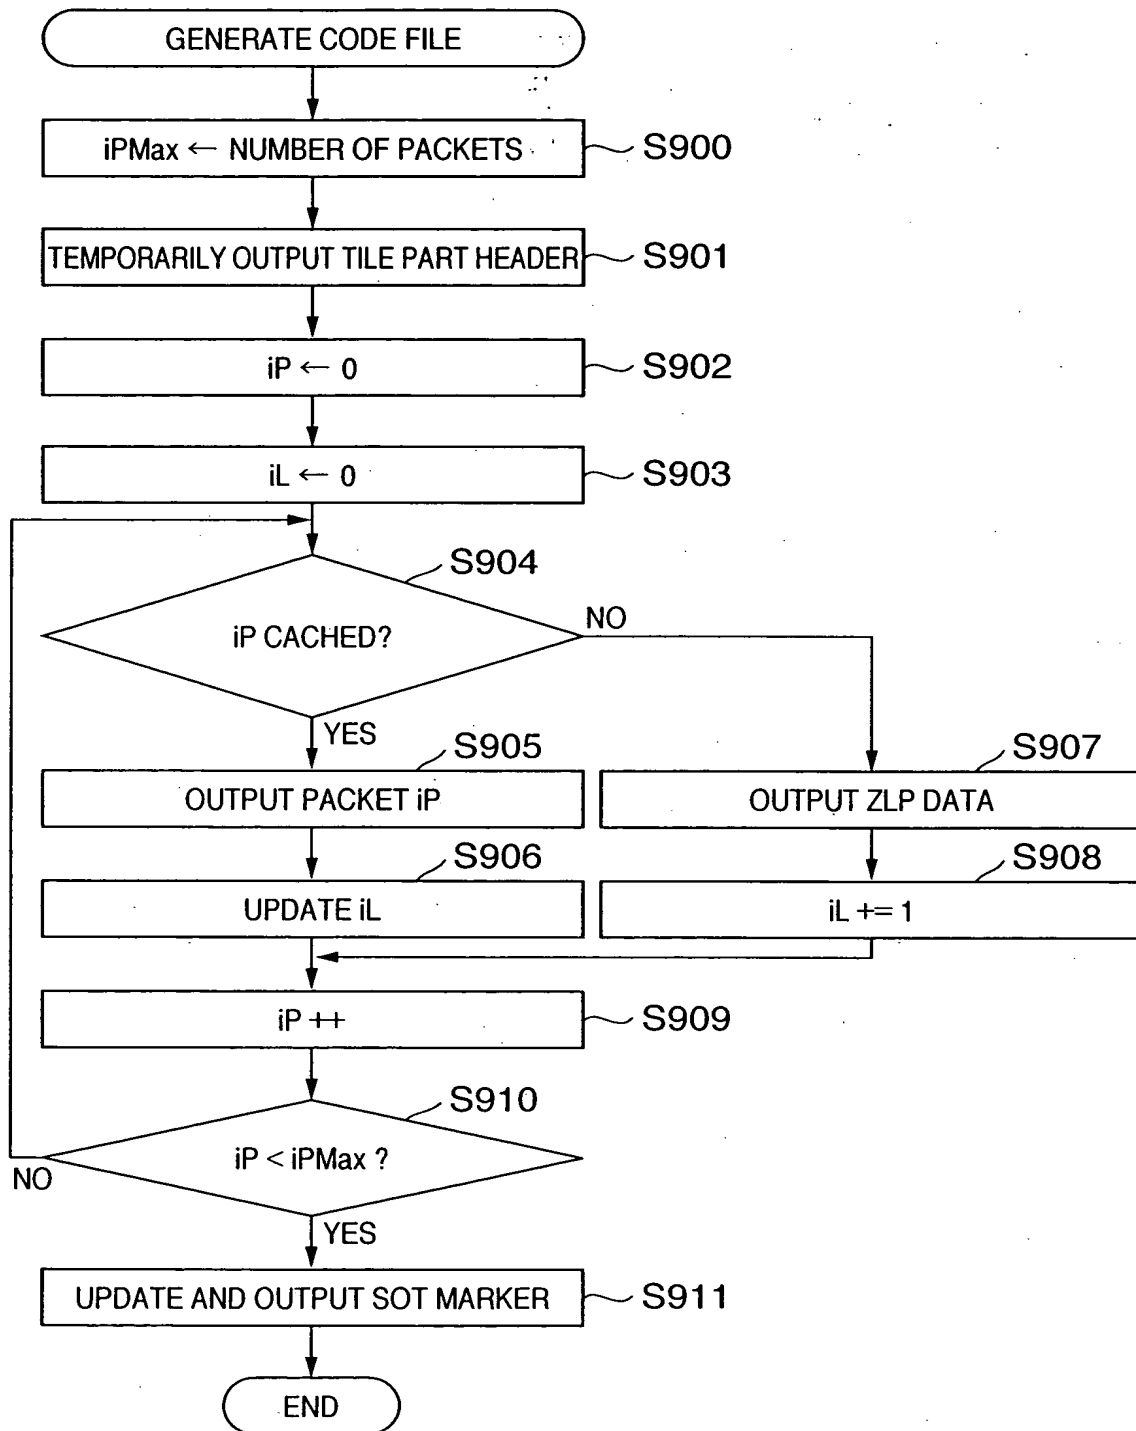 GENERATE CODE FILE
iPMax ← NUMBER OF PACKETS
S900
TEMPORARILY OUTPUT TILE PART HEADER
S901
iP ← 0
S902
iL ← 0
S903
S904
iP CACHED?
NO
YES
S905
OUTPUT PACKET iP
S907
OUTPUT ZLP DATA
S906
UPDATE iL
S908
iL += 1
iP ++
S909
S910
iP < iPMax ?
NO
YES
UPDATE AND OUTPUT SOT MARKER
S911
END